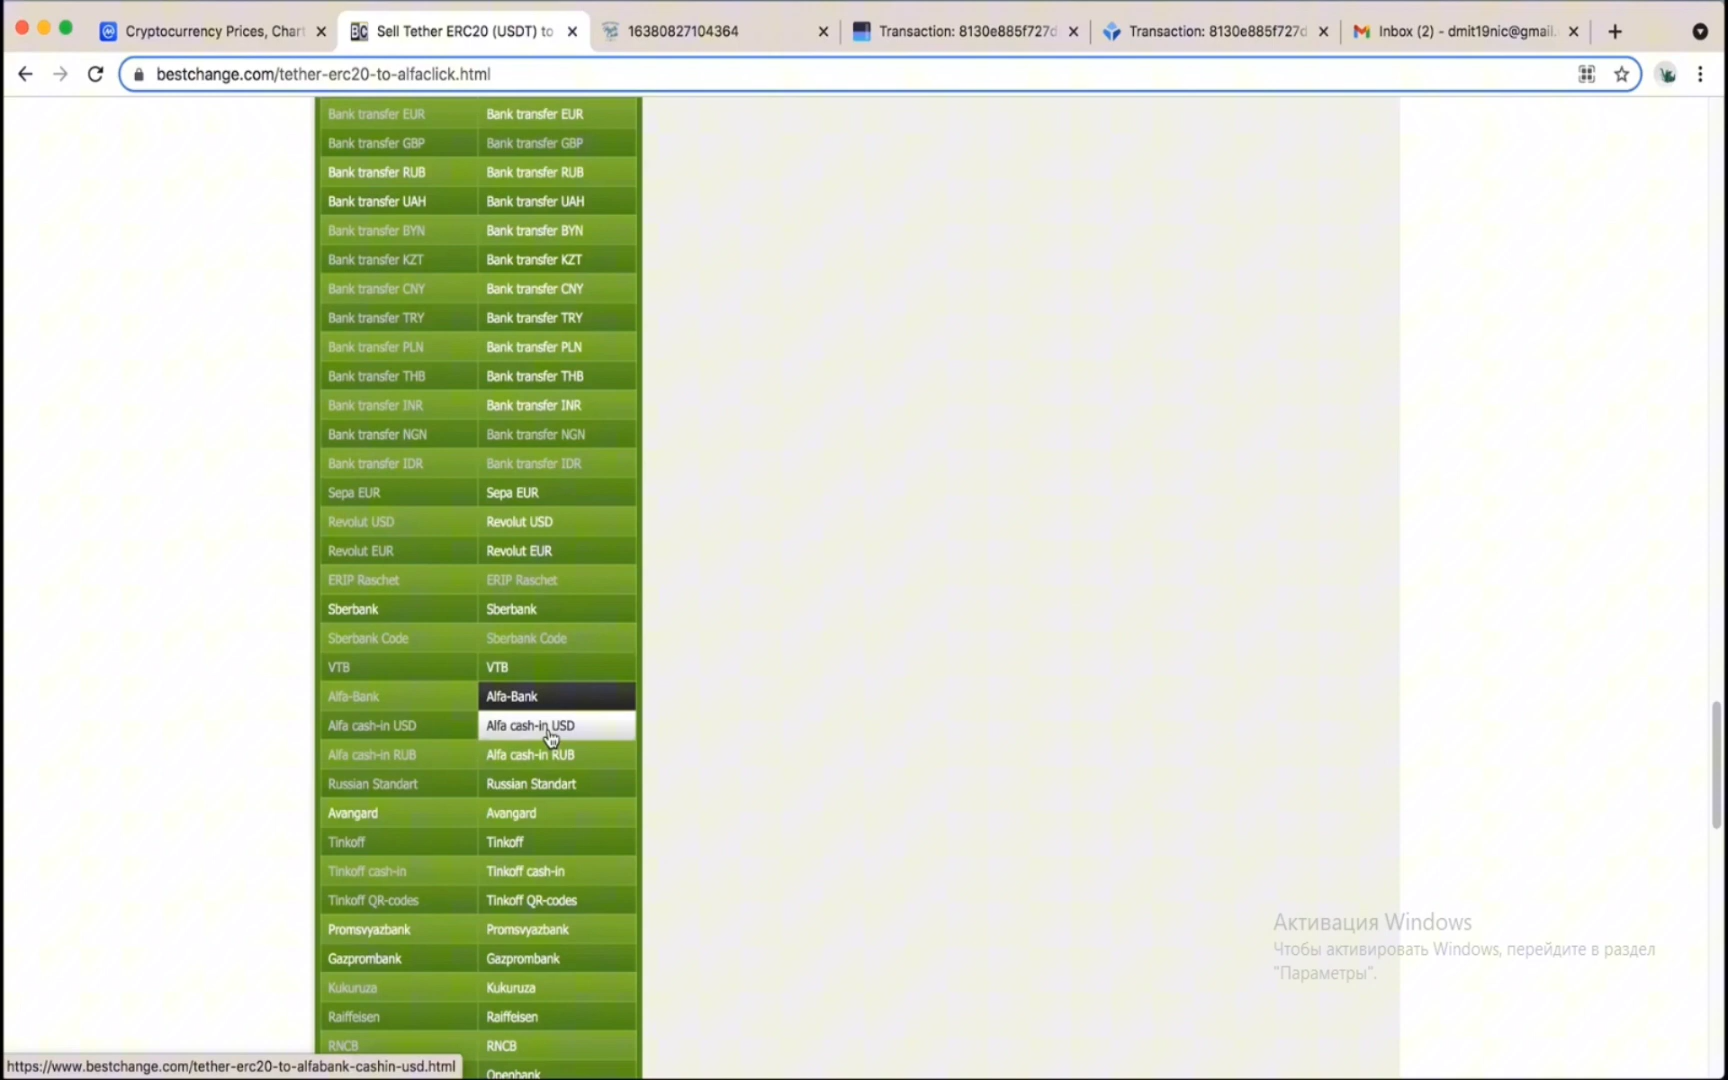 Cryptocurrency Prices, Chart
Sell Tether ERC20 (USDT) to
16380827104364
Transaction: 8130e885f727d
Transaction: 8130e885f727d
Inbox (2) - dmit19nic@gmail.
bestchange.com/tether-erc20-to-alfaclick.html
Bank transfer EUR Bank transfer EUR
Bank transfer GBP Bank transfer GBP
Bank transfer RUB Bank transfer RUB
Bank transfer UAH Bank transfer UAH
Bank transfer BYN Bank transfer BYN
Bank transfer KZT Bank transfer KZT
Bank transfer CNY Bank transfer CNY
Bank transfer TRY Bank transfer TRY
Bank transfer PLN Bank transfer PLN
Bank transfer THB Bank transfer THB
Bank transfer INR Bank transfer INR
Bank transfer NGN Bank transfer NGN
Bank transfer IDR Bank transfer IDR
Sepa EUR Sepa EUR
Revolut USD Revolut USD
Revolut EUR Revolut EUR
ERIP Raschet ERIP Raschet
Sberbank Sberbank
Sberbank Code Sberbank Code
VTB VTB
Alfa-Bank Alfa-Bank
Alfa cash-in USD Alfa cash-in USD
Alfa cash-in RUB Alfa cash-in RUB
Russian Standart Russian Standart
Avangard Avangard
Tinkoff Tinkoff
Tinkoff cash-in Tinkoff cash-in
Tinkoff QR-codes Tinkoff QR-codes
Promsvyazbank Promsvyazbank
Gazprombank Gazprombank
Kukuruza Kukuruza
Raiffeisen Raiffeisen
RNCB RNCB
Openbank
Активация Windows
Чтобы активировать Windows, перейдите в раздел
"Параметры".
https://www.bestchange.com/tether-erc20-to-alfabank-cashin-usd.html